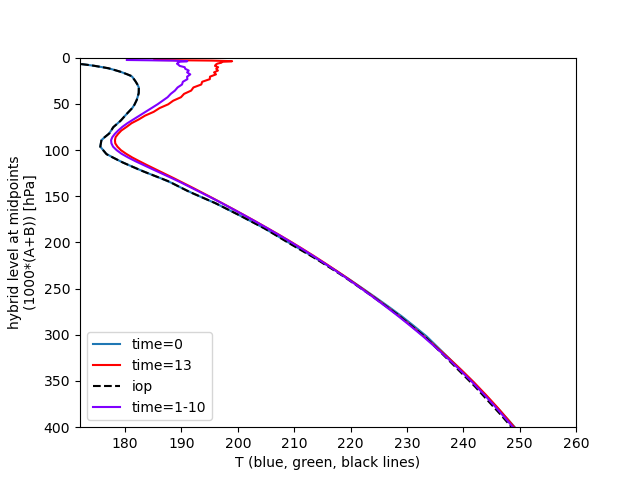 0
50
100
150
200
250
300
350
400
hybrid level at midpoints
(1000*(A+B)) [hPa]
time=0
time=13
iop
time=1-10
180
190
200
210
220
230
240
250
260
T (blue, green, black lines)